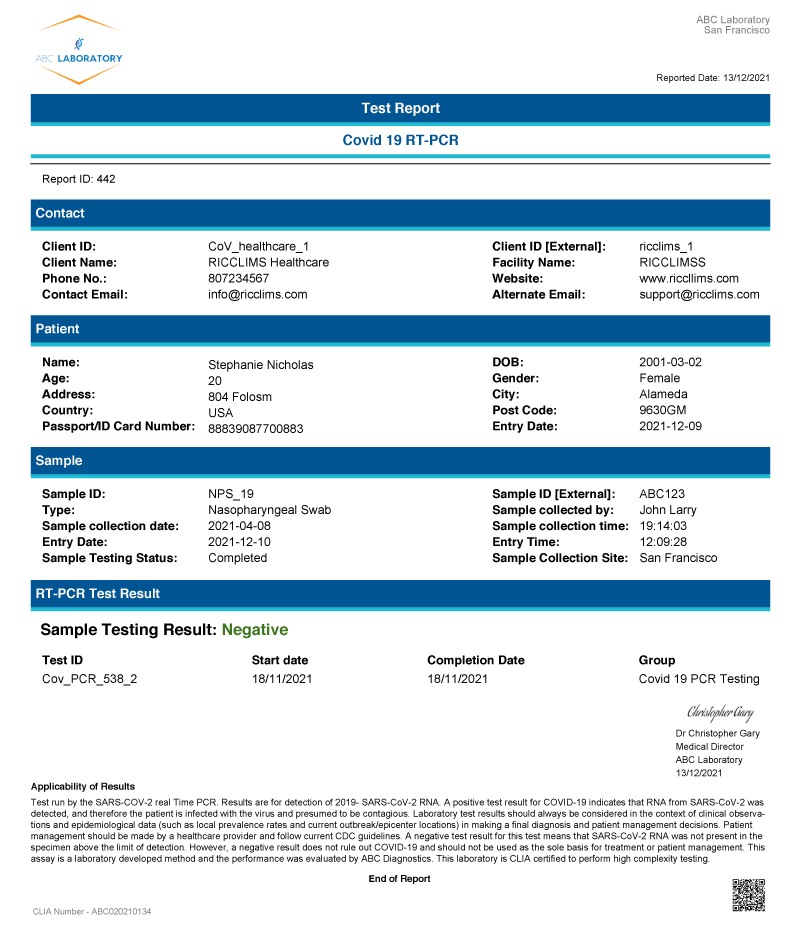 ABC LABORATORY
ABC Laboratory
San Francisco
Reported Date: 13/12/2021
Test Report
Covid 19 RT-PCR
Report ID: 442
Contact
Client ID: CoV_healthcare_1 Client ID [External]: ricclims_1
Client Name: RICCLIMS Healthcare Facility Name: RICCLIMSS
Phone No.: 807234567 Website: www.riccllims.com
Contact Email: info@ricclims.com Alternate Email: support@ricclims.com
Patient
Name: Stephanie Nicholas DOB: 2001-03-02
Age: 20 Gender: Female
Address: 804 Folosm City: Alameda
Country: USA Post Code: 9630GM
Passport/ID Card Number: 88839087700883 Entry Date: 2021-12-09
Sample
Sample ID: NPS_19 Sample ID [External]: ABC123
Type: Nasopharyngeal Swab Sample collected by: John Larry
Sample collection date: 2021-04-08 Sample collection time: 19:14:03
Entry Date: 2021-12-10 Entry Time: 12:09:28
Sample Testing Status: Completed Sample Collection Site: San Francisco
RT-PCR Test Result
Sample Testing Result: Negative
Test ID Start date Completion Date Group
Cov_PCR_538_2 18/11/2021 18/11/2021 Covid 19 PCR Testing
Christopher Gary
Dr Christopher Gary
Medical Director
ABC Laboratory
13/12/2021
Applicability of Results
Test run by the SARS-COV-2 real Time PCR. Results are for detection of 2019- SARS-CoV-2 RNA. A positive test result for COVID-19 indicates that RNA from SARS-CoV-2 was
detected, and therefore the patient is infected with the virus and presumed to be contagious. Laboratory test results should always be considered in the context of clinical observa-
tions and epidemiological data (such as local prevalence rates and current outbreak/epicenter locations) in making a final diagnosis and patient management decisions. Patient
management should be made by a healthcare provider and follow current CDC guidelines. A negative test result for this test means that SARS-CoV-2 RNA was not present in the
specimen above the limit of detection. However, a negative result does not rule out COVID-19 and should not be used as the sole basis for treatment or patient management. This
assay is a laboratory developed method and the performance was evaluated by ABC Diagnostics. This laboratory is CLIA certified to perform high complexity testing.
End of Report
CLIA Number - ABC020210134